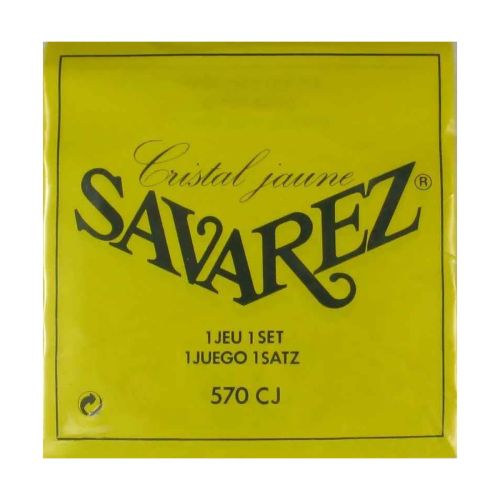 Cristal jaune
SAVAREZ®
1 JEU 1 SET
1 JUEGO 1 SATZ
570 CJ